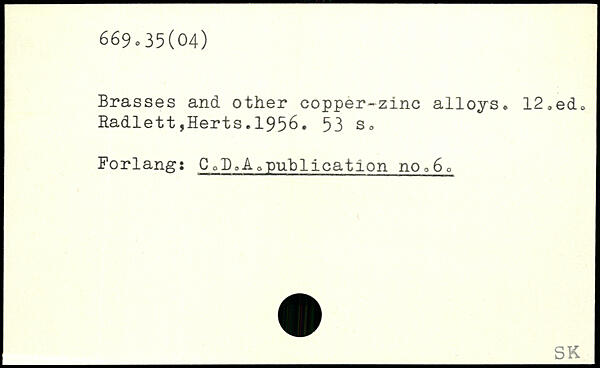 669.35(04)
Brasses and other copper-zinc alloys. 12.ed.
Radlett,Herts.1956. 53 s.
Forlang: C.D.A.publication no.6.
SK